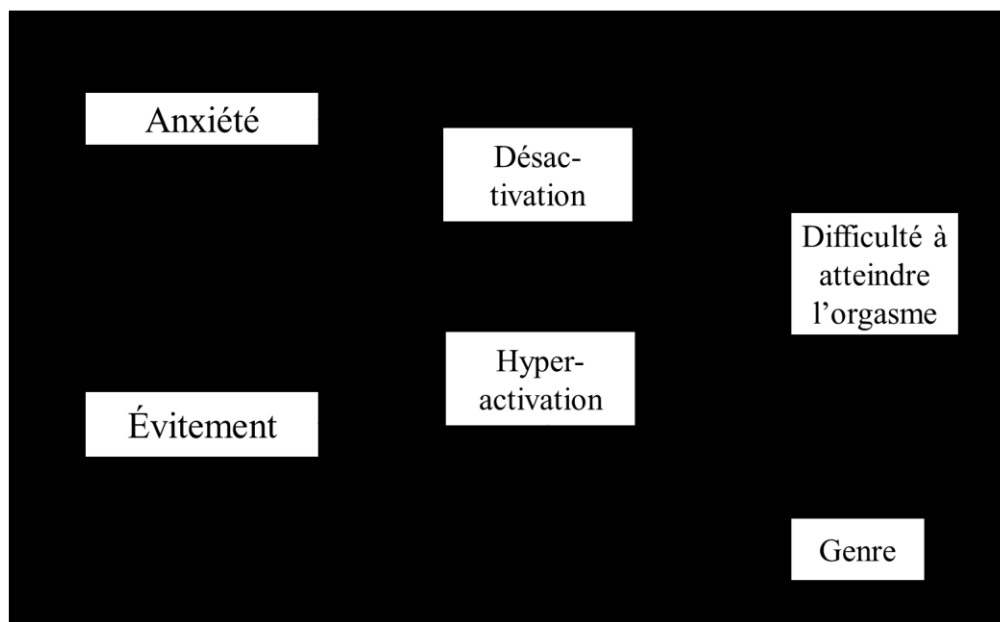 Anxiété
Désac-
tivation
Difficulté à
atteindre
l’orgasme
Hyper-
activation
Évitement
Genre